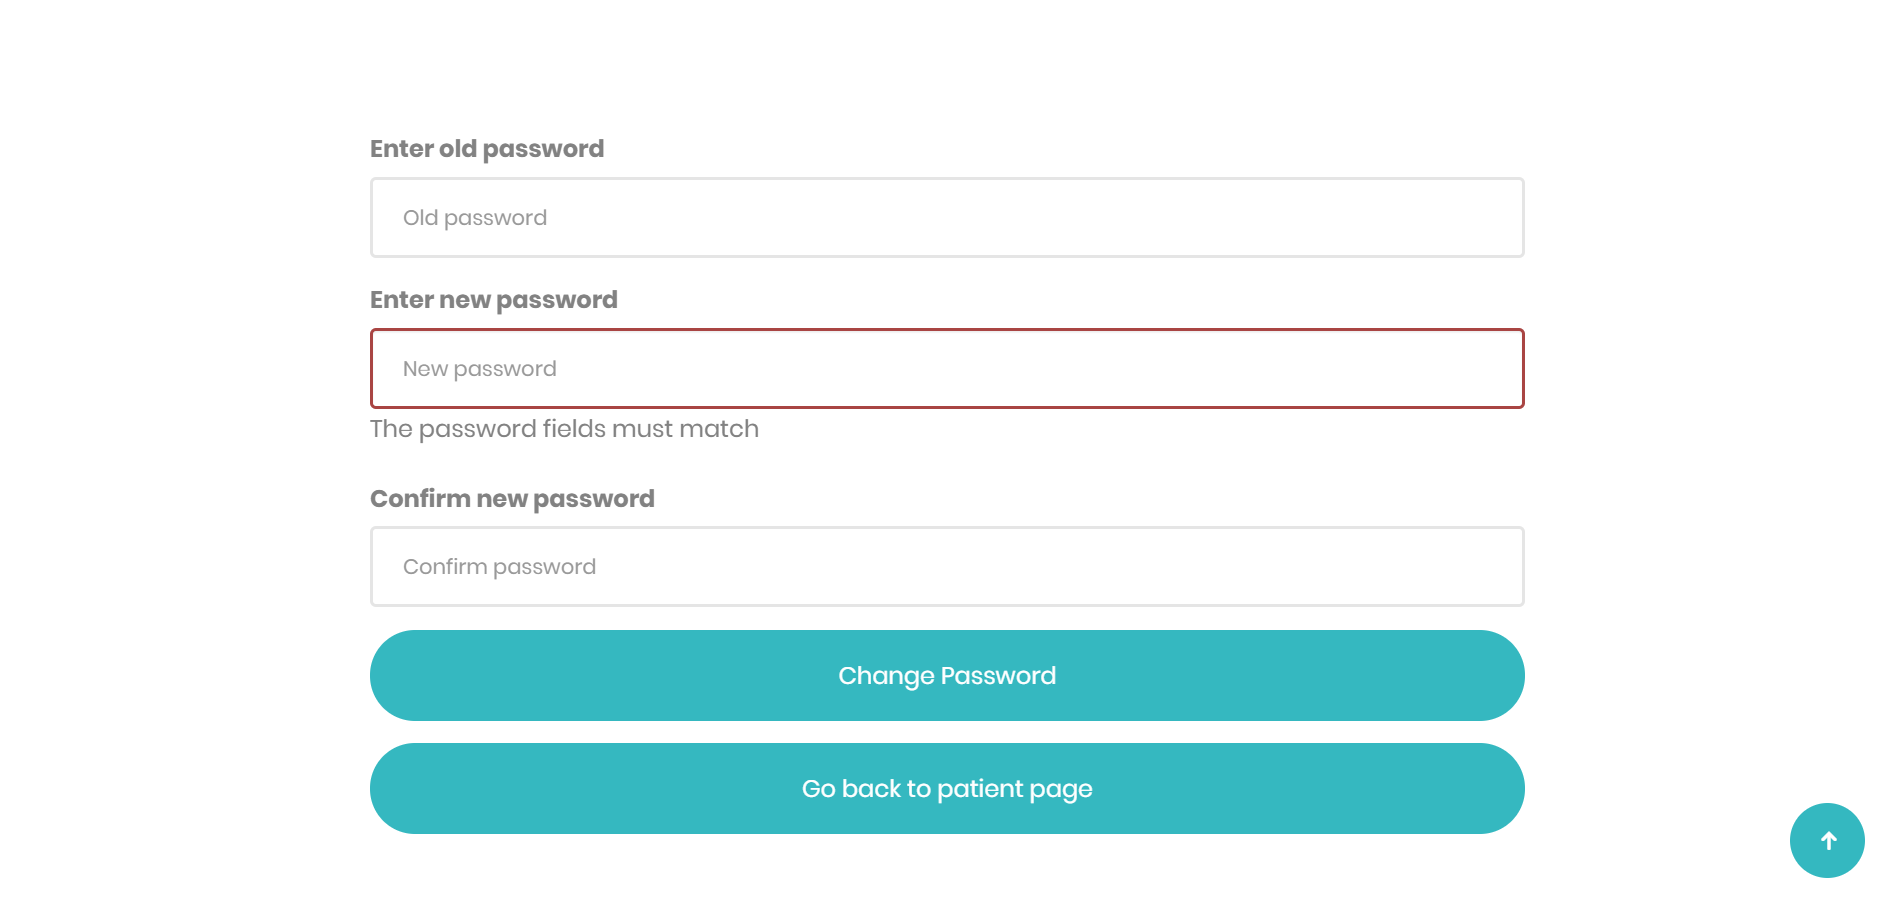 Enter old password
Old password
Enter new password
New password
The password fields must match
Confirm new password
Confirm password
Change Password
Go back to patient page